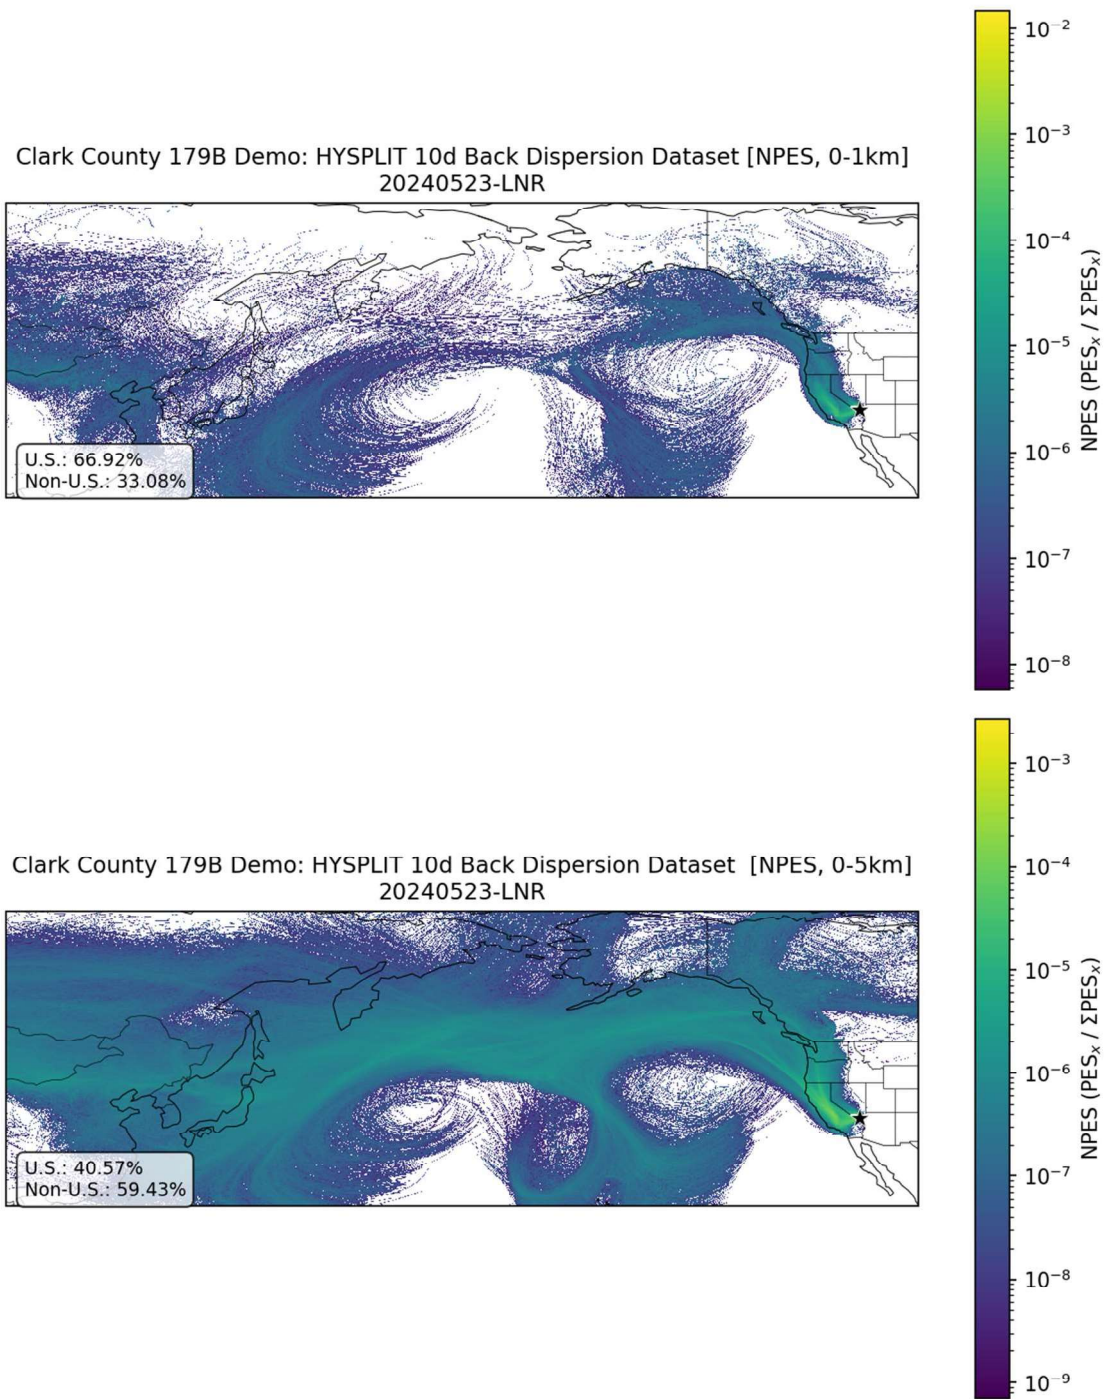 10⁻²
10⁻³
10⁻⁴
10⁻⁵
10⁻⁶
10⁻⁷
10⁻⁸
NPES (PESₓ / ΣPESₓ)
Clark County 179B Demo: HYSPLIT 10d Back Dispersion Dataset [NPES, 0-1km]
20240523-LNR
U.S.: 66.92%
Non-U.S.: 33.08%
10⁻³
10⁻⁴
10⁻⁵
10⁻⁶
10⁻⁷
10⁻⁸
10⁻⁹
NPES (PESₓ / ΣPESₓ)
Clark County 179B Demo: HYSPLIT 10d Back Dispersion Dataset [NPES, 0-5km]
20240523-LNR
U.S.: 40.57%
Non-U.S.: 59.43%